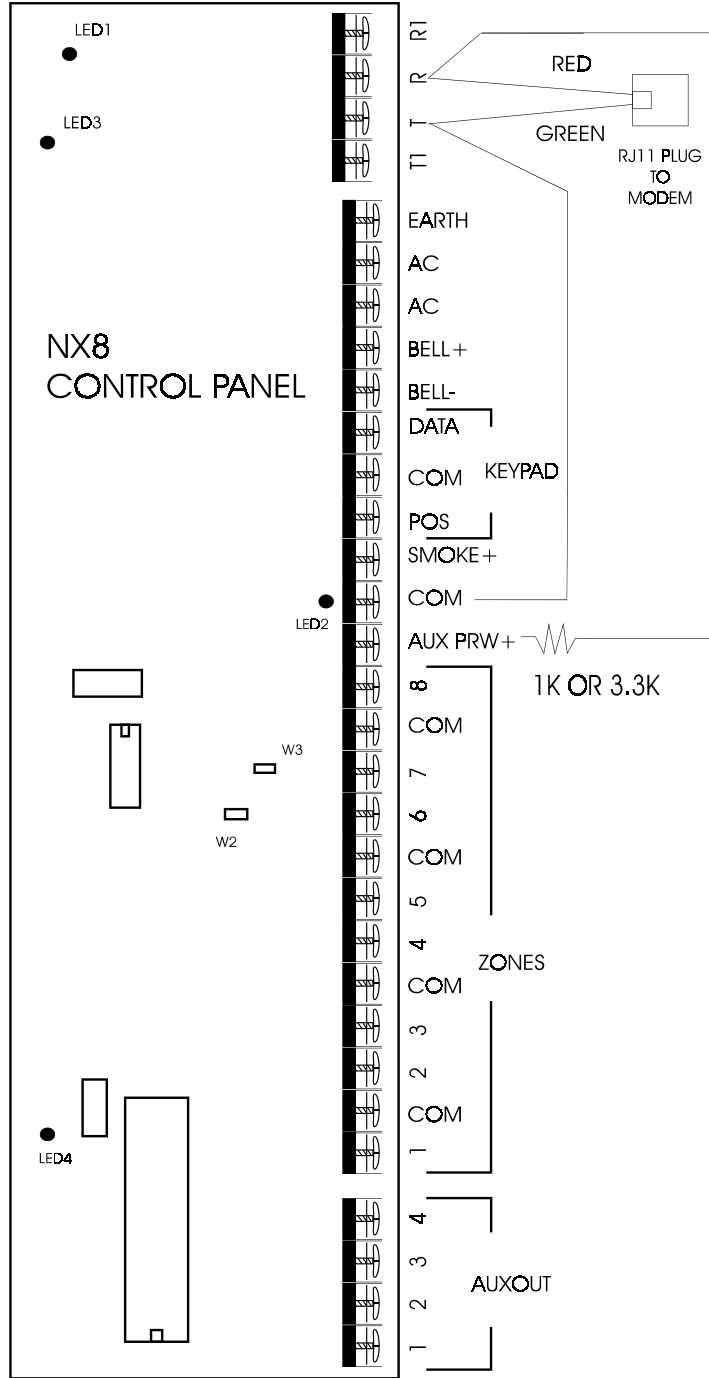 LED1
LED3
R1
R
T
T1
RED
GREEN
RJ11 PLUG
TO
MODEM
EARTH
AC
AC
BELL+
BELL-
DATA
COM
POS
KEYPAD
SMOKE+
COM
AUX PRW+
1K OR 3.3K
NX8
CONTROL PANEL
LED2
W3
W2
8
COM
7
6
COM
5
4
COM
3
2
COM
1
ZONES
LED4
4
3
2
1
AUXOUT